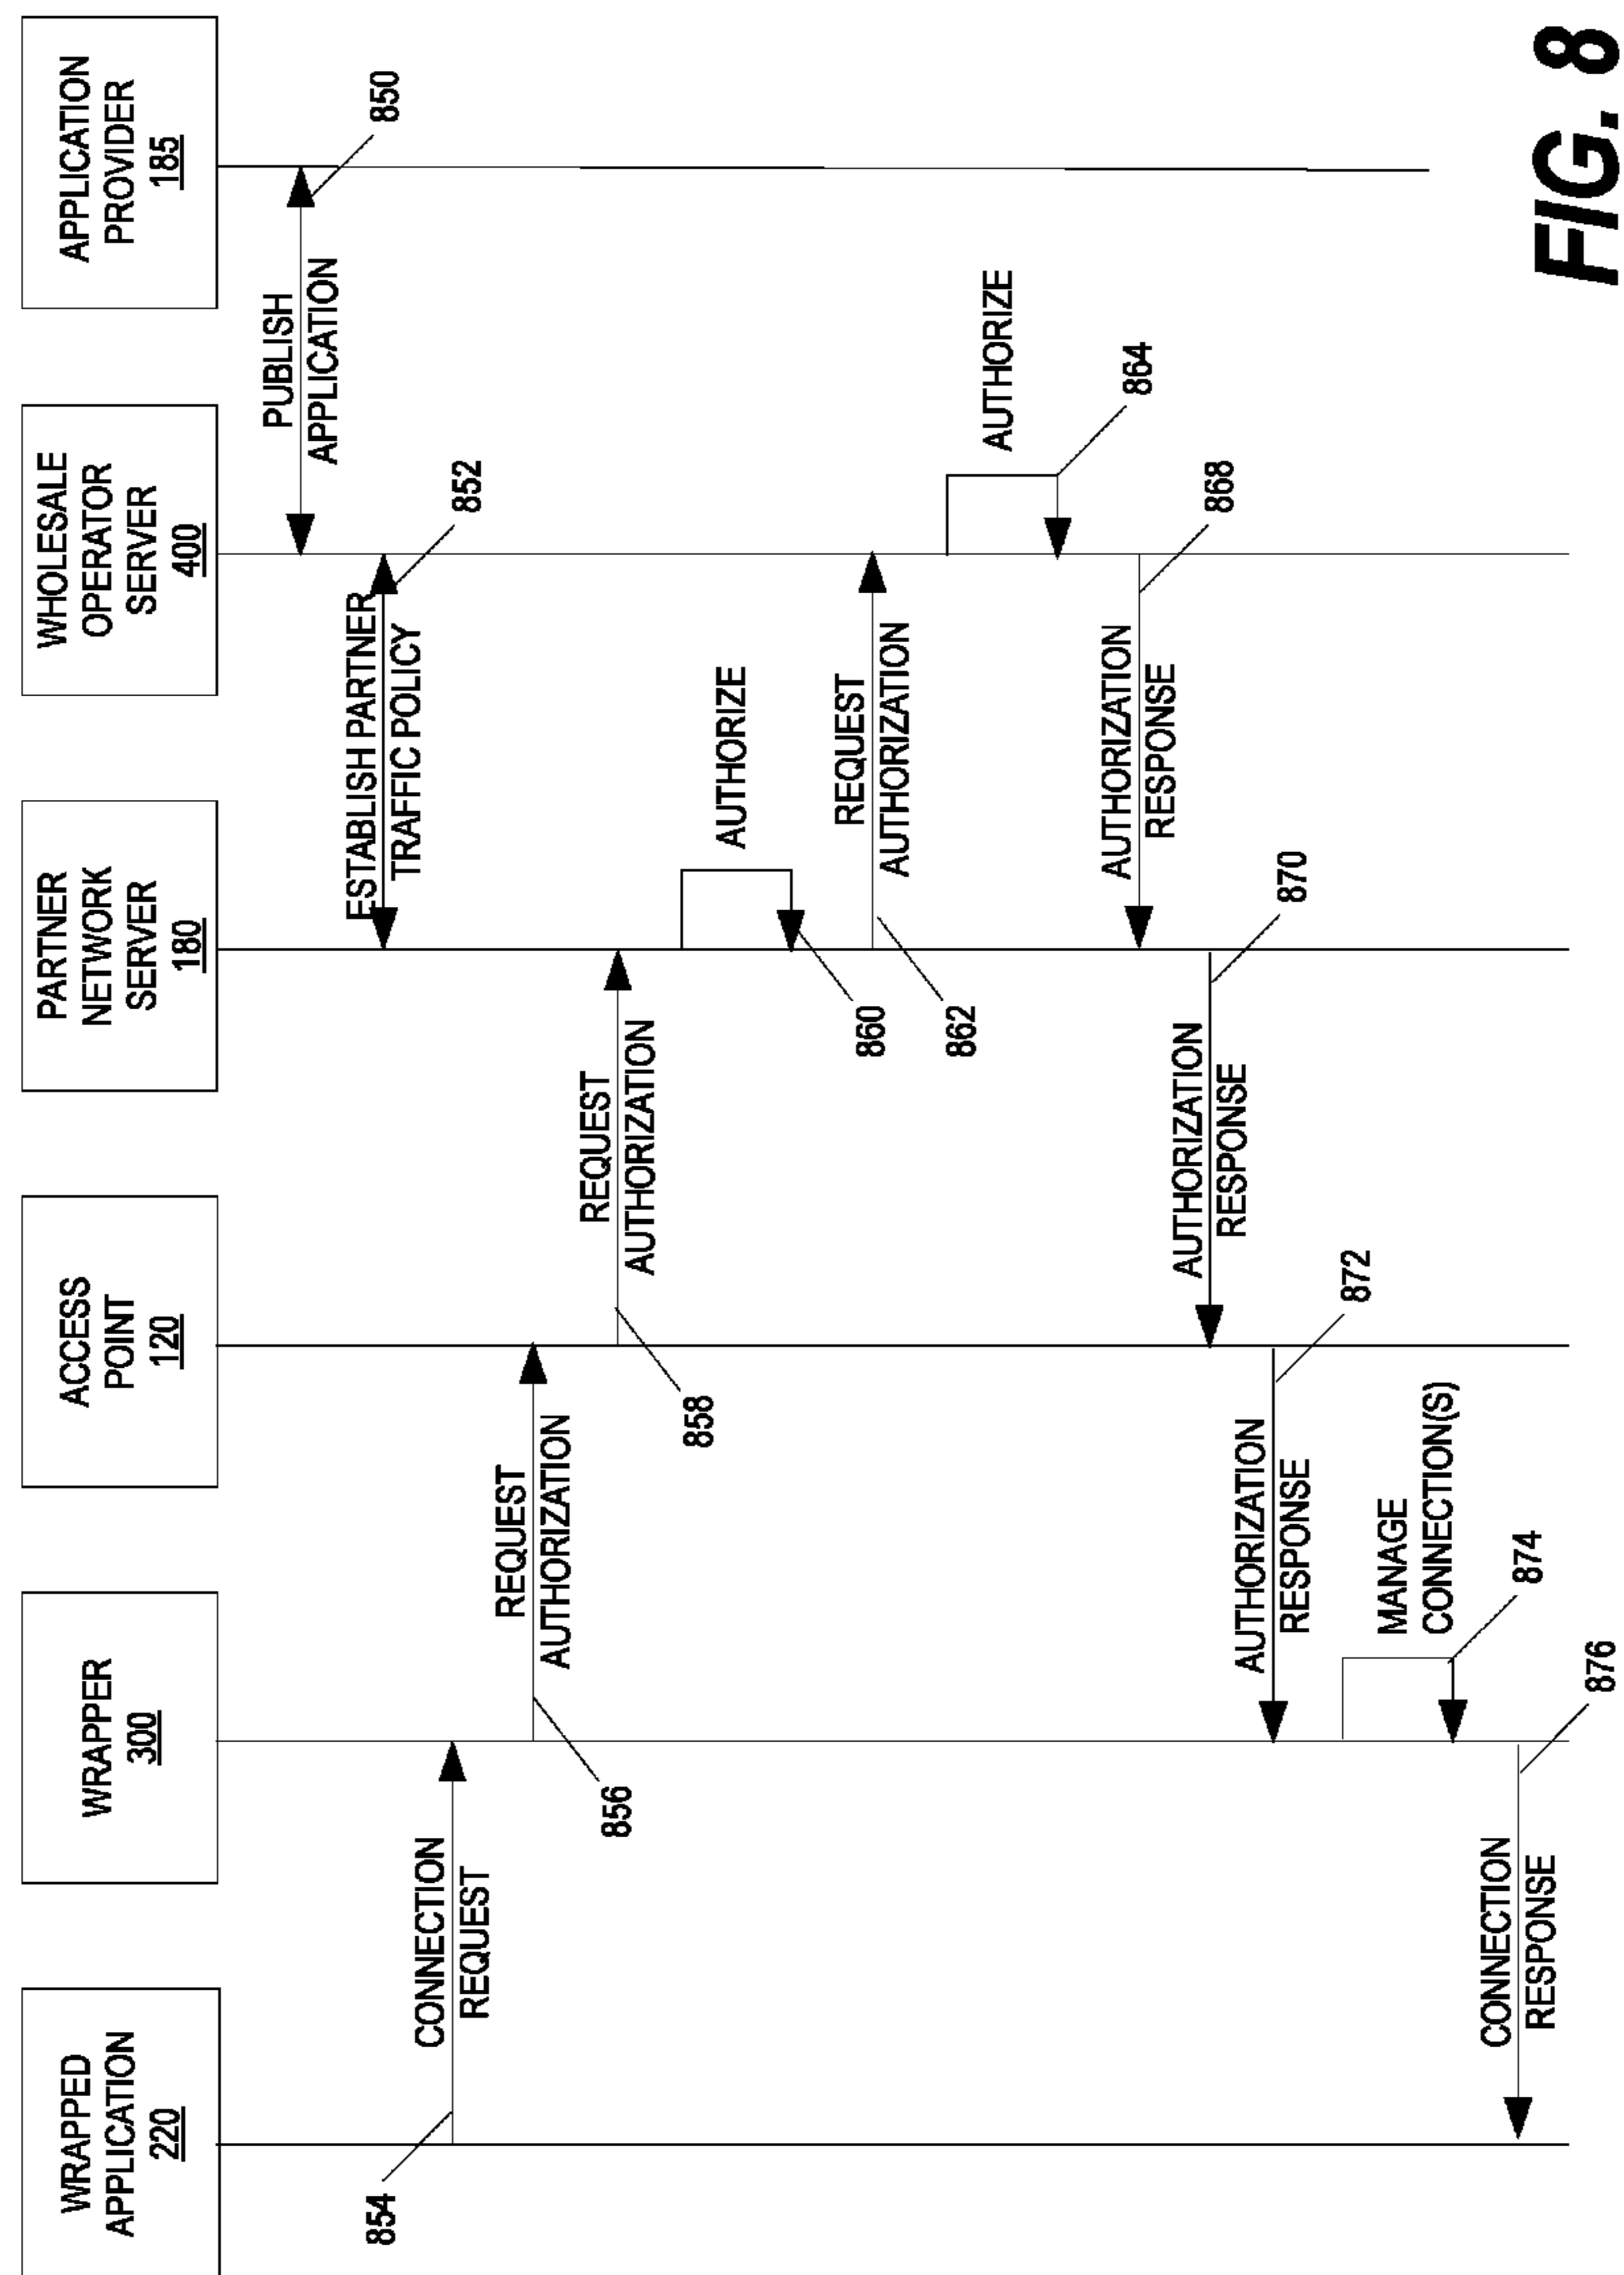 WRAPPED
APPLICATION
220
WRAPPER
300
ACCESS
POINT
120
PARTNER
NETWORK
SERVER
180
WHOLESALE
OPERATOR
SERVER
400
APPLICATION
PROVIDER
185
PUBLISH
APPLICATION
850
ESTABLISH PARTNER
TRAFFIC POLICY
852
854
CONNECTION
REQUEST
REQUEST
AUTHORIZATION
856
REQUEST
AUTHORIZATION
858
AUTHORIZE
860
REQUEST
AUTHORIZATION
862
AUTHORIZE
864
AUTHORIZATION
RESPONSE
868
AUTHORIZATION
RESPONSE
870
AUTHORIZATION
RESPONSE
872
MANAGE
CONNECTION(S)
874
CONNECTION
RESPONSE
876
FIG. 8